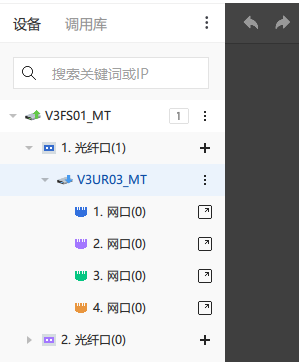 设备 调用库
搜索关键词或IP
V3FS01_MT 1
1. 光纤口(1)
V3UR03_MT
1. 网口(0)
2. 网口(0)
3. 网口(0)
4. 网口(0)
2. 光纤口(0)